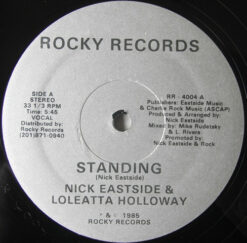 ROCKY RECORDS
SIDE A
STEREO
33 1/3 RPM
Time: 5:46
VOCAL
Distributed by:
Rocky Records
(201) 871-0940
RR - 4004 A
Publishers: Eastside Music
& Charlie Rock Music (ASCAP)
Produced & Arranged by:
Nick Eastside
Mixed by: Mike Rudetsky &
L. Rivera
Promoted by:
Nick Eastside & Rock
STANDING
(Nick Eastside)
NICK EASTSIDE &
LOLEATTA HOLLOWAY
℗ & © 1985
ROCKY RECORDS